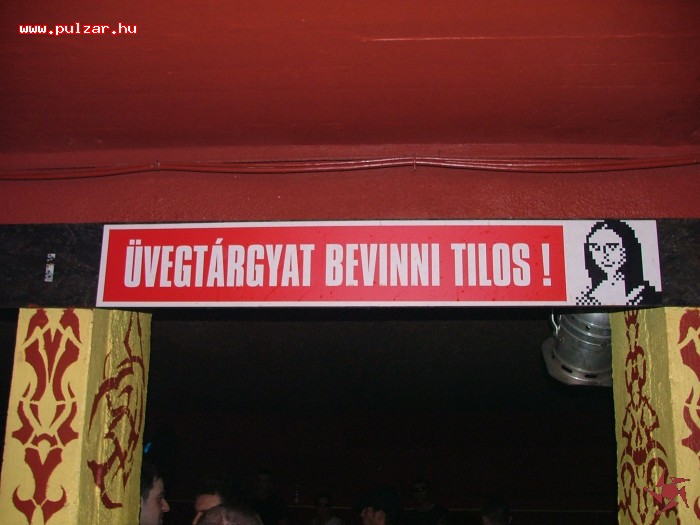 www.pulzar.hu
ÜVEGTÁRGYAT BEVINNI TILOS !